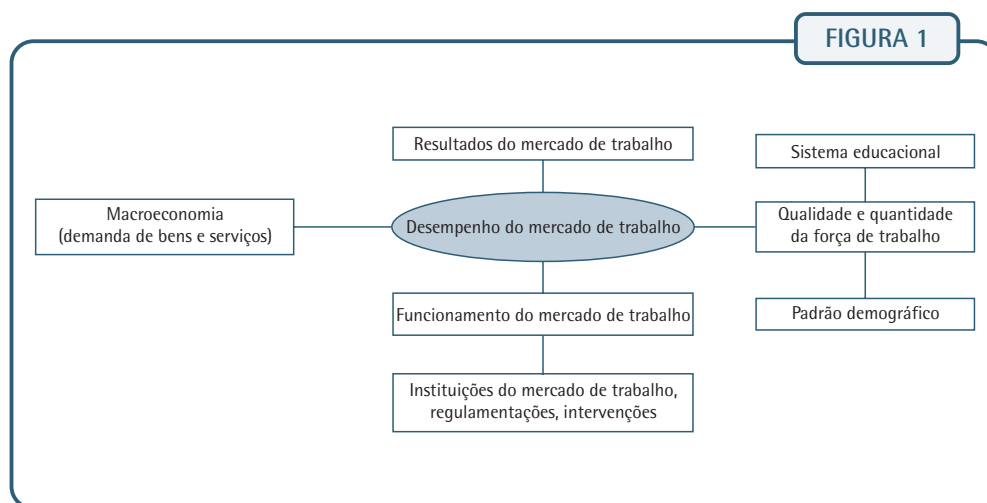 FIGURA 1
Resultados do mercado de trabalho
Sistema educacional
Macroeconomia
(demanda de bens e serviços)
Desempenho do mercado de trabalho
Qualidade e quantidade
da força de trabalho
Funcionamento do mercado de trabalho
Padrão demográfico
Instituições do mercado de trabalho,
regulamentações, intervenções